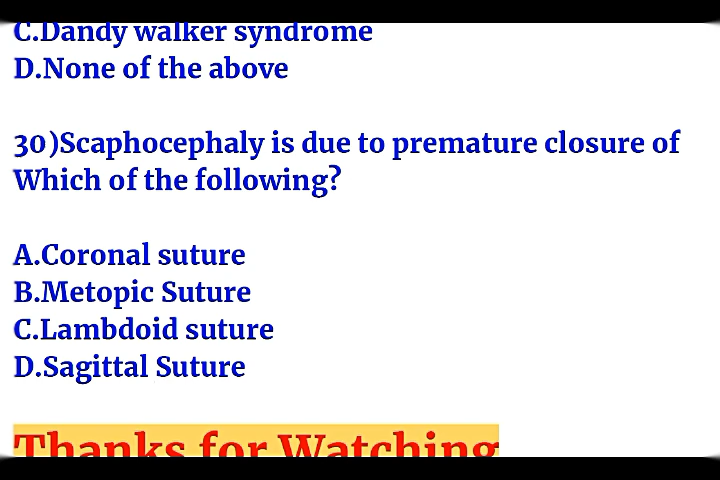 C.Dandy walker syndrome
D.None of the above
30)Scaphocephaly is due to premature closure of
Which of the following?
A.Coronal suture
B.Metopic Suture
C.Lambdoid suture
D.Sagittal Suture
Thanks for Watching